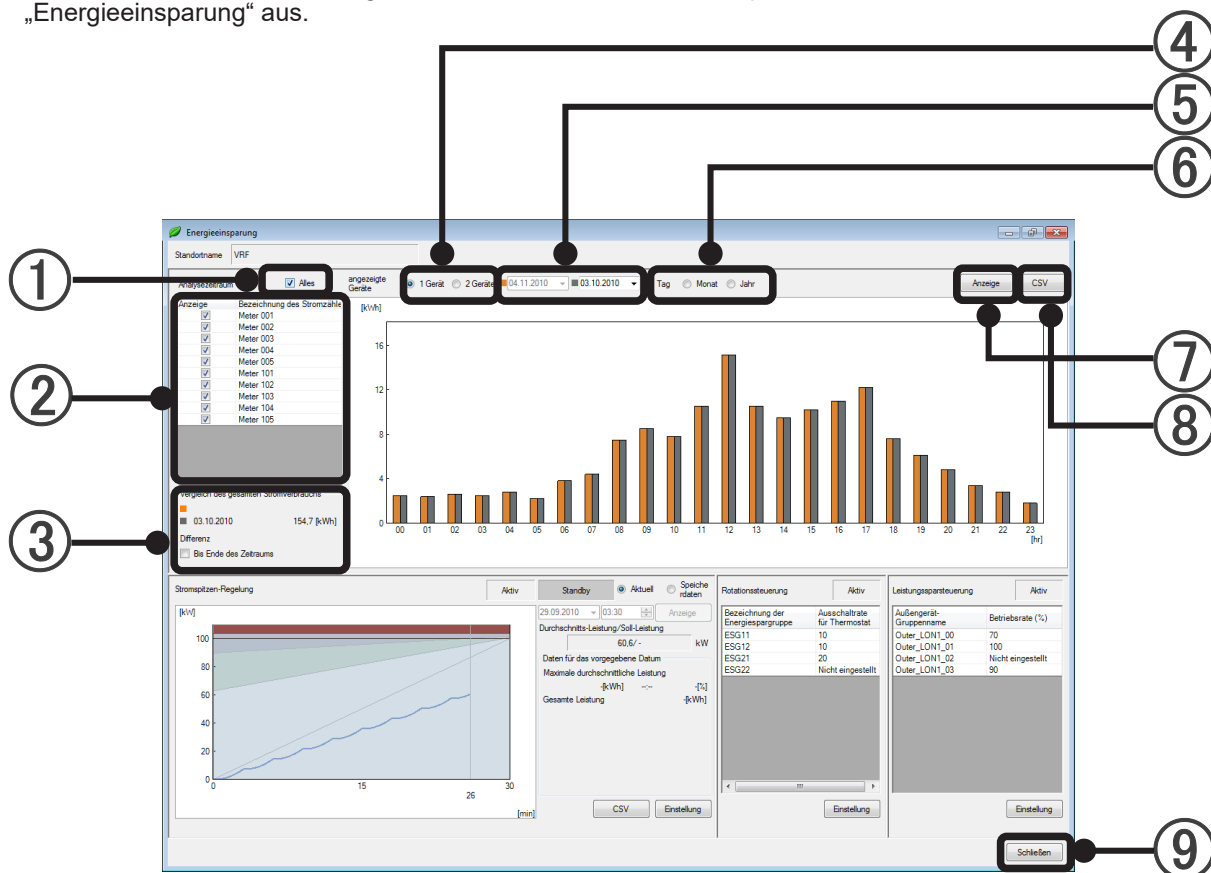 „Energieeinsparung“ aus.
④
⑤
⑥
Energieeinsparung
Standortname VRF
①
Analysezeitraum Alles angezeigte Geräte 1 Gerät 2 Geräte 04.11.2010 03.10.2010 Tag Monat Jahr Anzeige CSV
Anzeige Bezeichnung des Stromzähle
Meter 001
Meter 002
Meter 003
Meter 004
Meter 005
Meter 101
Meter 102
Meter 103
Meter 104
Meter 105
②
⑦
⑧
[kWh]
16
12
8
4
0
00 01 02 03 04 05 06 07 08 09 10 11 12 13 14 15 16 17 18 19 20 21 22 23
[hr]
Vergleich des gesamten Stromverbrauchs
03.10.2010 154,7 [kWh]
Differenz
Bis Ende des Zeitraums
③
Stromspitzen-Regelung Aktiv
[kW]
100
80
60
40
20
0
0 15 30
26
[min]
Standby Aktuell Speiche
rdaten
29.09.2010 03:30 Anzeige
Durchschnitts-Leistung/Soll-Leistung
60,6/ - kW
Daten für das vorgegebene Datum
Maximale durchschnittliche Leistung
-[kWh] --:-- -[%]
Gesamte Leistung -[kWh]
CSV Einstellung
Rotationssteuerung Aktiv
Bezeichnung der Ausschaltrate
Energiespargruppe für Thermostat
ESG11 10
ESG12 10
ESG21 20
ESG22 Nicht eingestellt
Einstellung
Leistungssparsteuerung Aktiv
Außengerät-
Gruppenname Betriebsrate (%)
Outer_LON1_00 70
Outer_LON1_01 100
Outer_LON1_02 Nicht eingestellt
Outer_LON1_03 90
Einstellung
Schließen
⑨